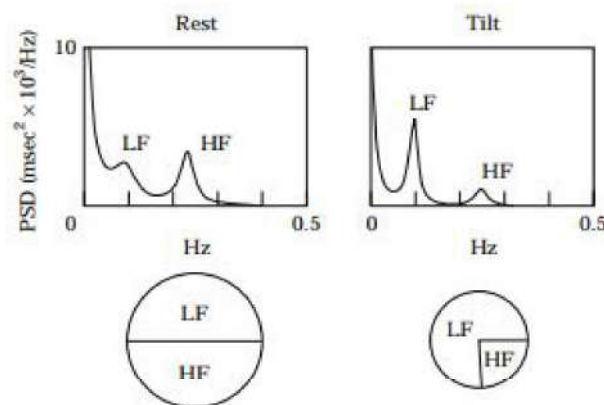 Rest
Tilt
PSD (msec² × 10³/Hz)
10
LF
HF
0
0.5
Hz
LF
HF
0
0.5
Hz
LF
HF
LF
HF